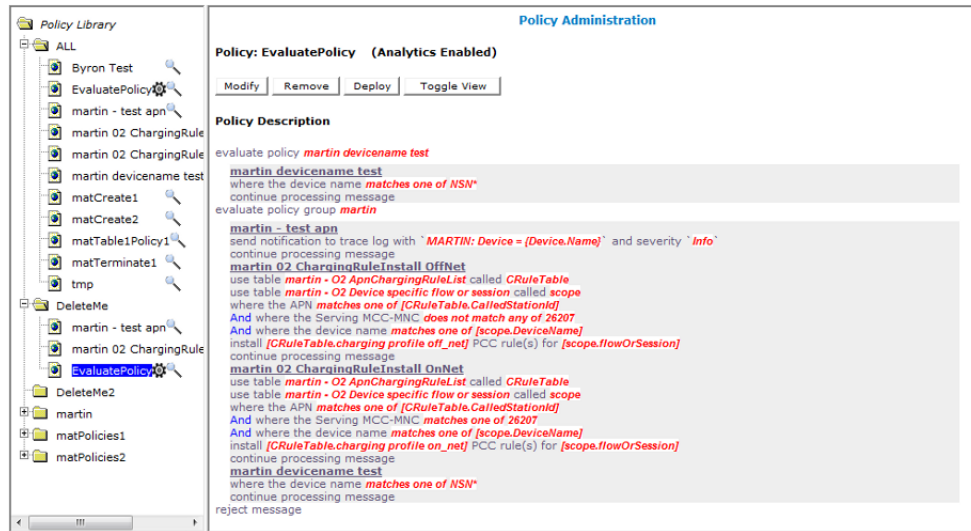 Policy Library
ALL
Byron Test
EvaluatePolicy
martin - test apn
martin 02 ChargingRule
martin 02 ChargingRule
martin devicename test
matCreate1
matCreate2
matTable1Policy1
matTerminate1
tmp
DeleteMe
martin - test apn
martin 02 ChargingRule
EvaluatePolicy
DeleteMe2
martin
matPolicies1
matPolicies2
Policy Administration
Policy: EvaluatePolicy (Analytics Enabled)
Modify Remove Deploy Toggle View
Policy Description
evaluate policy martin devicename test
martin devicename test
where the device name matches one of NSN*
continue processing message
evaluate policy group martin
martin - test apn
send notification to trace log with `MARTIN: Device = {Device.Name}` and severity `Info`
continue processing message
martin 02 ChargingRuleInstall OffNet
use table martin - O2 ApnChargingRuleList called CRuleTable
use table martin - O2 Device specific flow or session called scope
where the APN matches one of [CRuleTable.CalledStationId]
And where the Serving MCC-MNC does not match any of 26207
And where the device name matches one of [scope.DeviceName]
install [CRuleTable.charging profile off_net] PCC rule(s) for [scope.flowOrSession]
continue processing message
martin 02 ChargingRuleInstall OnNet
use table martin - O2 ApnChargingRuleList called CRuleTable
use table martin - O2 Device specific flow or session called scope
where the APN matches one of [CRuleTable.CalledStationId]
And where the Serving MCC-MNC matches one of 26207
And where the device name matches one of [scope.DeviceName]
install [CRuleTable.charging profile on_net] PCC rule(s) for [scope.flowOrSession]
continue processing message
martin devicename test
where the device name matches one of NSN*
continue processing message
reject message